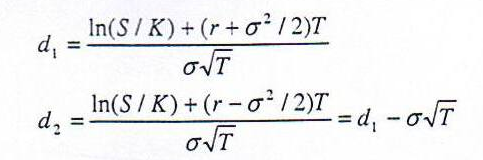 d₁ = (ln(S / K) + (r + σ² / 2)T) / (σ√T)
d₂ = (ln(S / K) + (r − σ² / 2)T) / (σ√T) = d₁ − σ√T